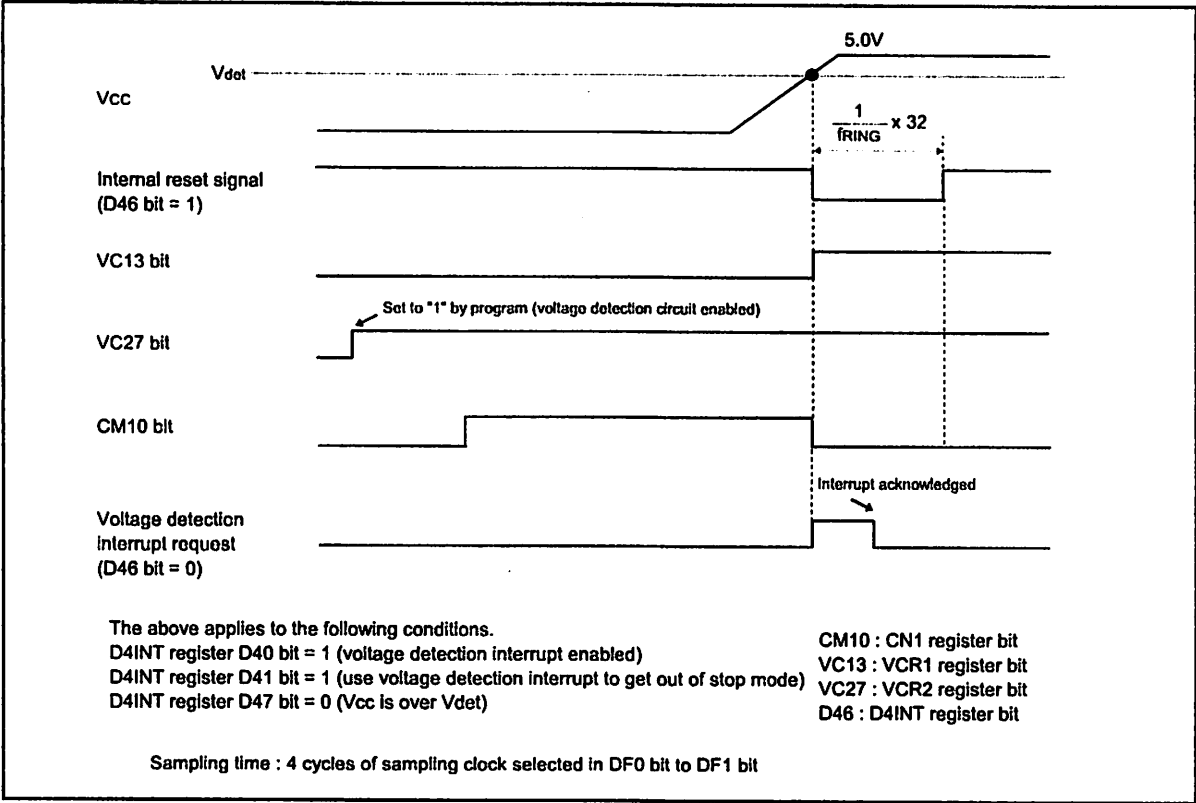 5.0V
Vdet
Vcc
1
fRING x 32
Internal reset signal
(D46 bit = 1)
VC13 bit
Set to "1" by program (voltage detection circuit enabled)
VC27 bit
CM10 bit
Interrupt acknowledged
Voltage detection
interrupt request
(D46 bit = 0)
The above applies to the following conditions.
D4INT register D40 bit = 1 (voltage detection interrupt enabled)
D4INT register D41 bit = 1 (use voltage detection interrupt to get out of stop mode)
D4INT register D47 bit = 0 (Vcc is over Vdet)
CM10 : CN1 register bit
VC13 : VCR1 register bit
VC27 : VCR2 register bit
D46 : D4INT register bit
Sampling time : 4 cycles of sampling clock selected in DF0 bit to DF1 bit